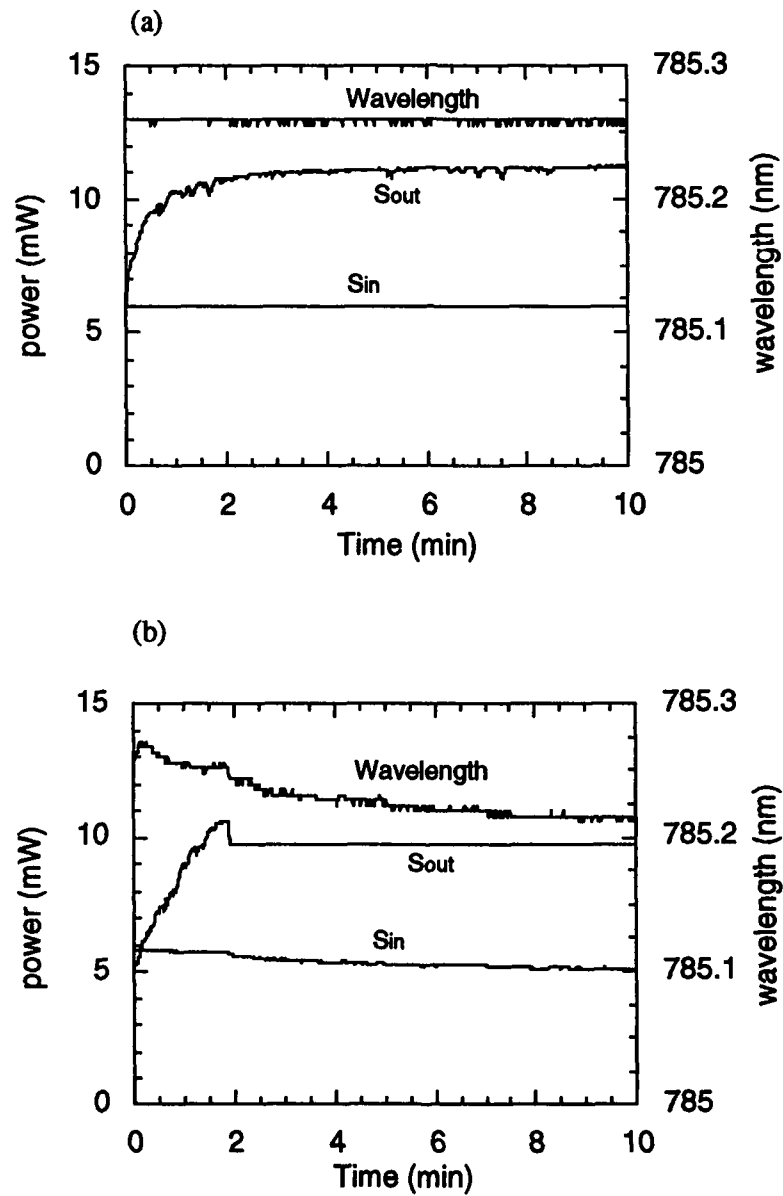 (a)
15
785.3
Wavelength
10
785.2
Sout
power (mW)
wavelength (nm)
Sin
5
785.1
0
785
0 2 4 6 8 10
Time (min)
(b)
15
785.3
Wavelength
10
785.2
Sout
power (mW)
wavelength (nm)
Sin
5
785.1
0
785
0 2 4 6 8 10
Time (min)